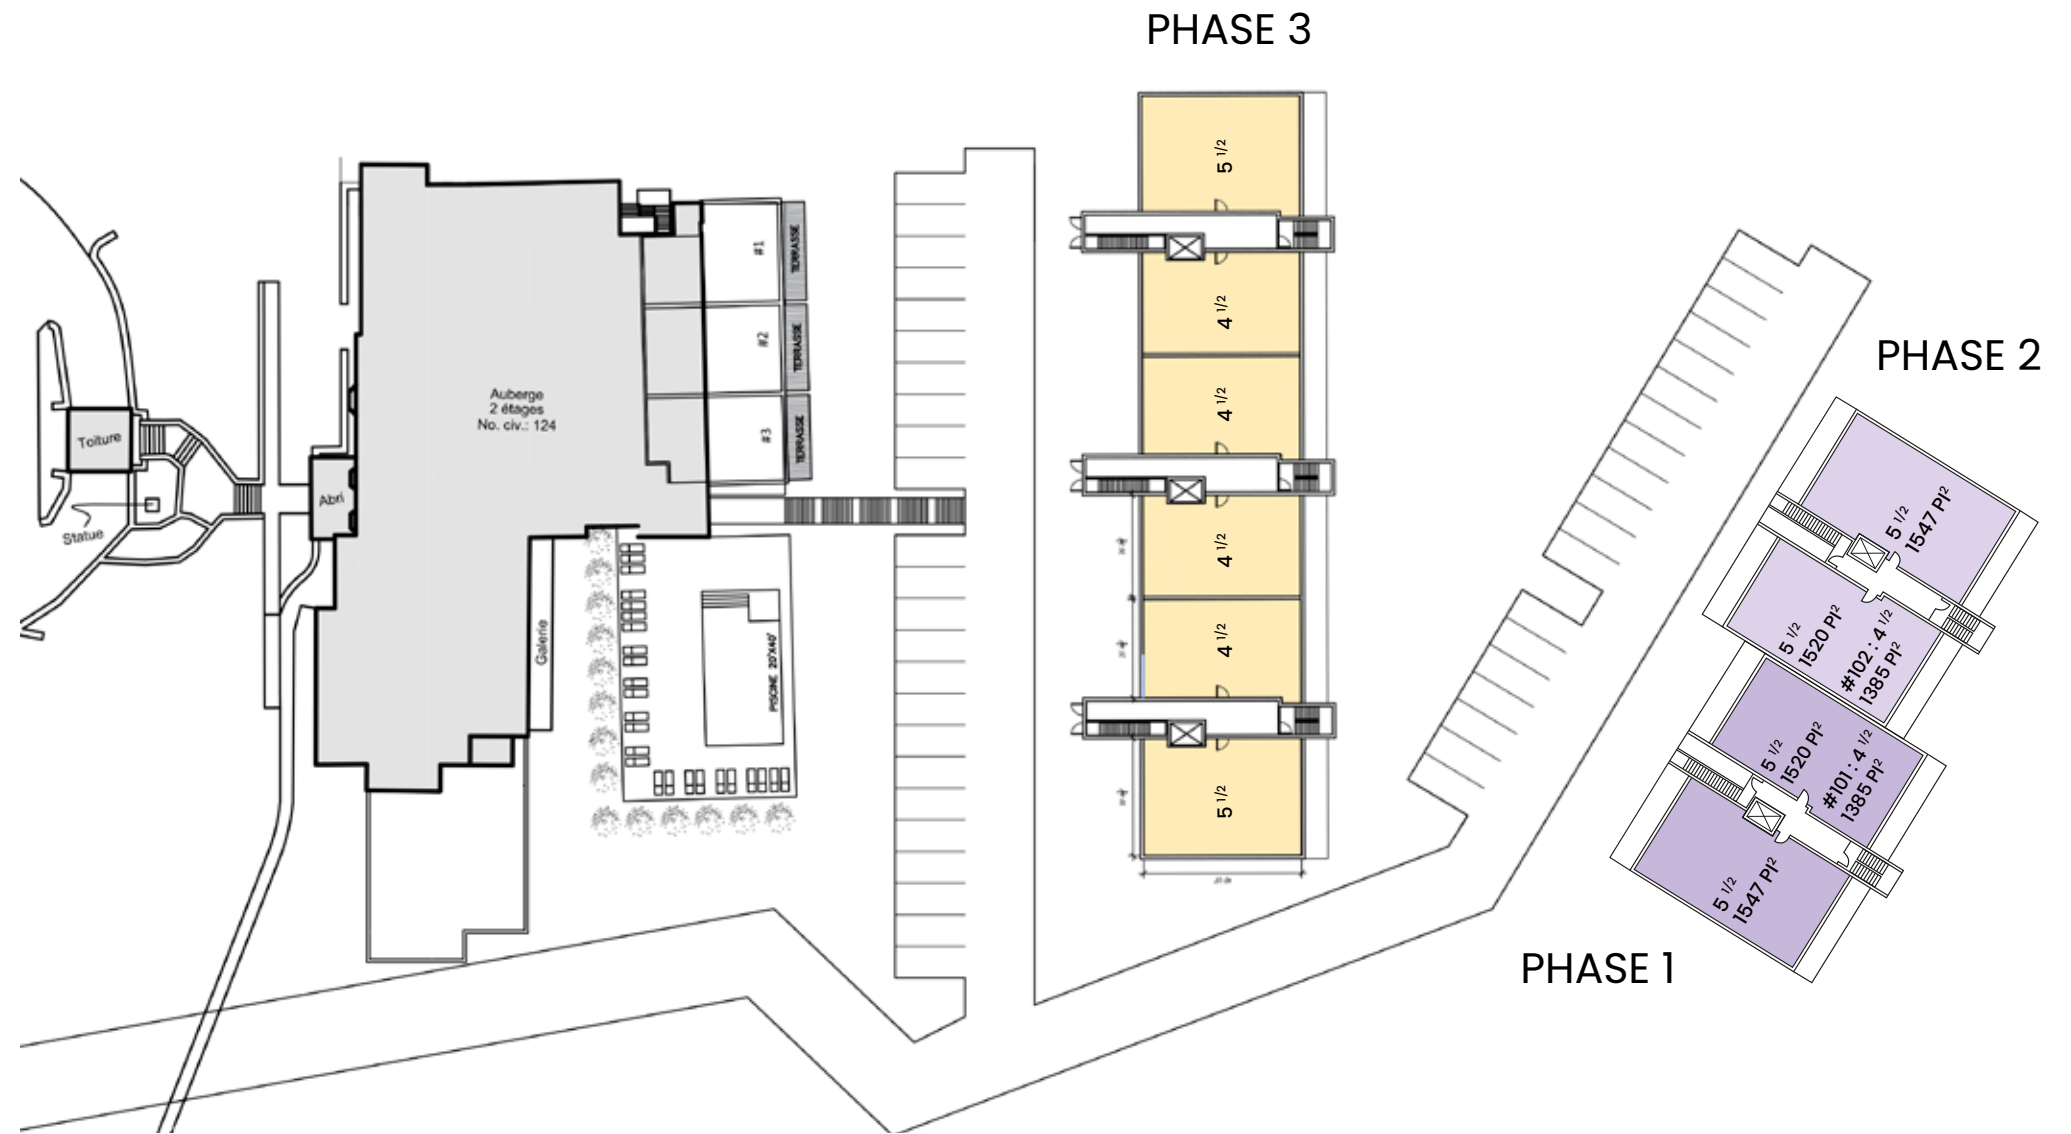 PHASE 3
5 1/2
4 1/2
4 1/2
4 1/2
4 1/2
5 1/2
#1
TERRASSE
#2
TERRASSE
#3
TERRASSE
Auberge
2 étages
No. civ.: 124
Toiture
Abri
Statue
Galerie
PISCINE 20'X40'
PHASE 2
5 1/2
1547 PI²
5 1/2
1520 PI²
#102 : 4 1/2
1385 PI²
5 1/2
1520 PI²
#101 : 4 1/2
1385 PI²
5 1/2
1547 PI²
PHASE 1